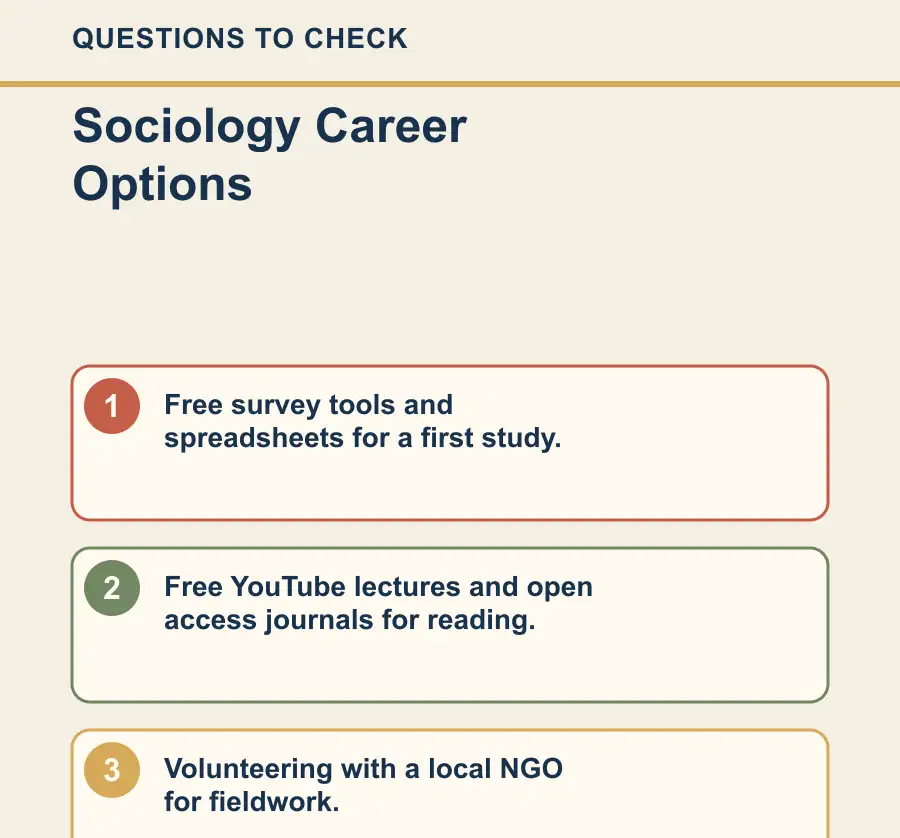 QUESTIONS TO CHECK
Sociology Career
Options
1
Free survey tools and
spreadsheets for a first study.
2
Free YouTube lectures and open
access journals for reading.
3
Volunteering with a local NGO
for fieldwork.